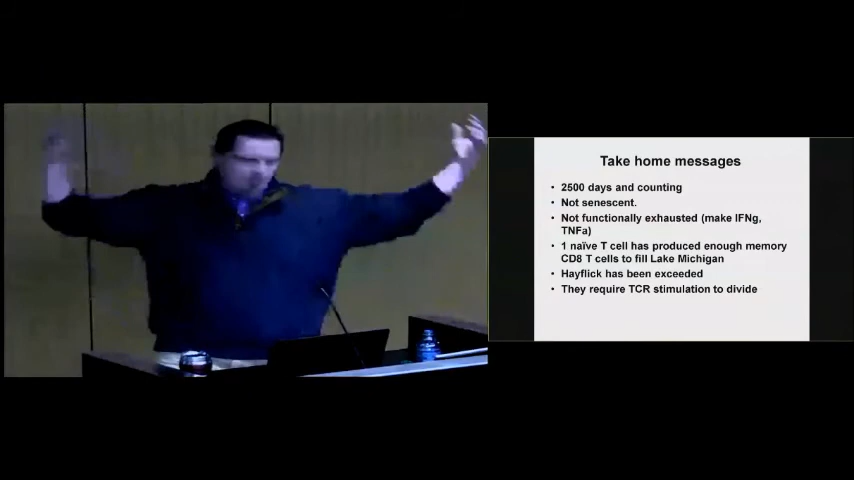 Take home messages
• 2500 days and counting
• Not senescent.
• Not functionally exhausted (make IFNg,
TNFa)
• 1 naïve T cell has produced enough memory
CD8 T cells to fill Lake Michigan
• Hayflick has been exceeded
• They require TCR stimulation to divide